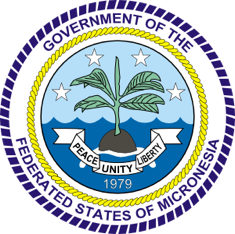 GOVERNMENT OF THE
PEACE UNITY LIBERTY
1979
FEDERATED STATES OF MICRONESIA